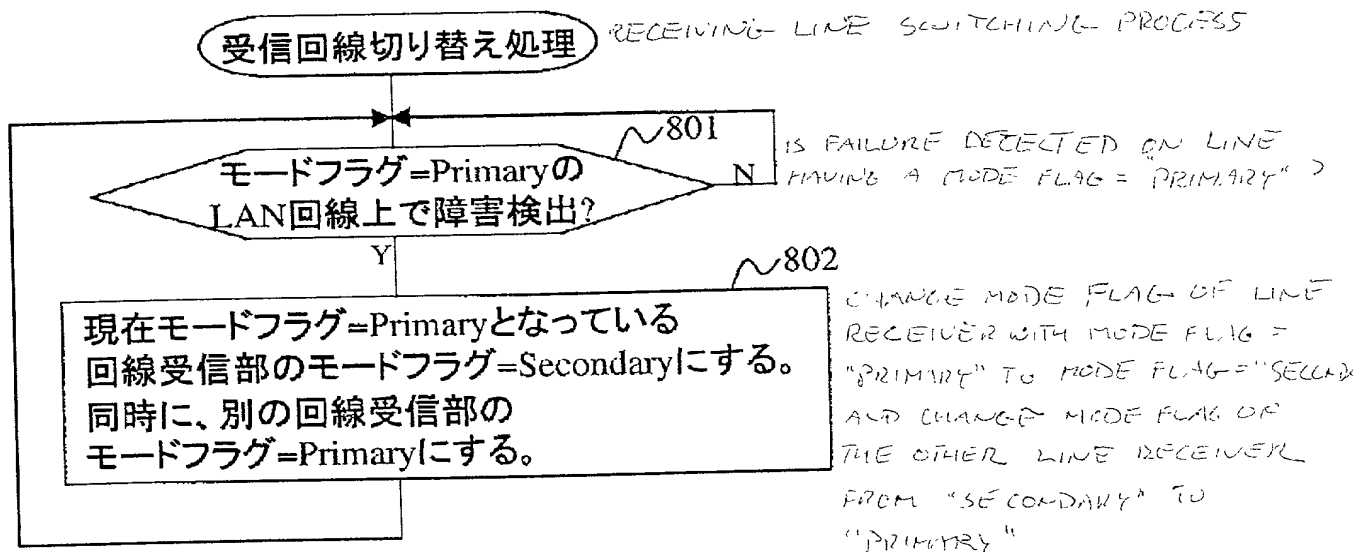 受信回線切り替え処理
RECEIVING LINE SWITCHING PROCESS
801
モードフラグ=Primaryの
LAN回線上で障害検出?
N
Y
IS FAILURE DETECTED ON LINE
HAVING A MODE FLAG = "PRIMARY" ?
802
現在モードフラグ=Primaryとなっている
回線受信部のモードフラグ=Secondaryにする。
同時に、別の回線受信部の
モードフラグ=Primaryにする。
CHANGE MODE FLAG OF LINE
RECEIVER WITH MODE FLAG =
"PRIMARY" TO MODE FLAG = "SECOND
AND CHANGE MODE FLAG OF
THE OTHER LINE RECEIVER
FROM "SECONDARY" TO
"PRIMARY"